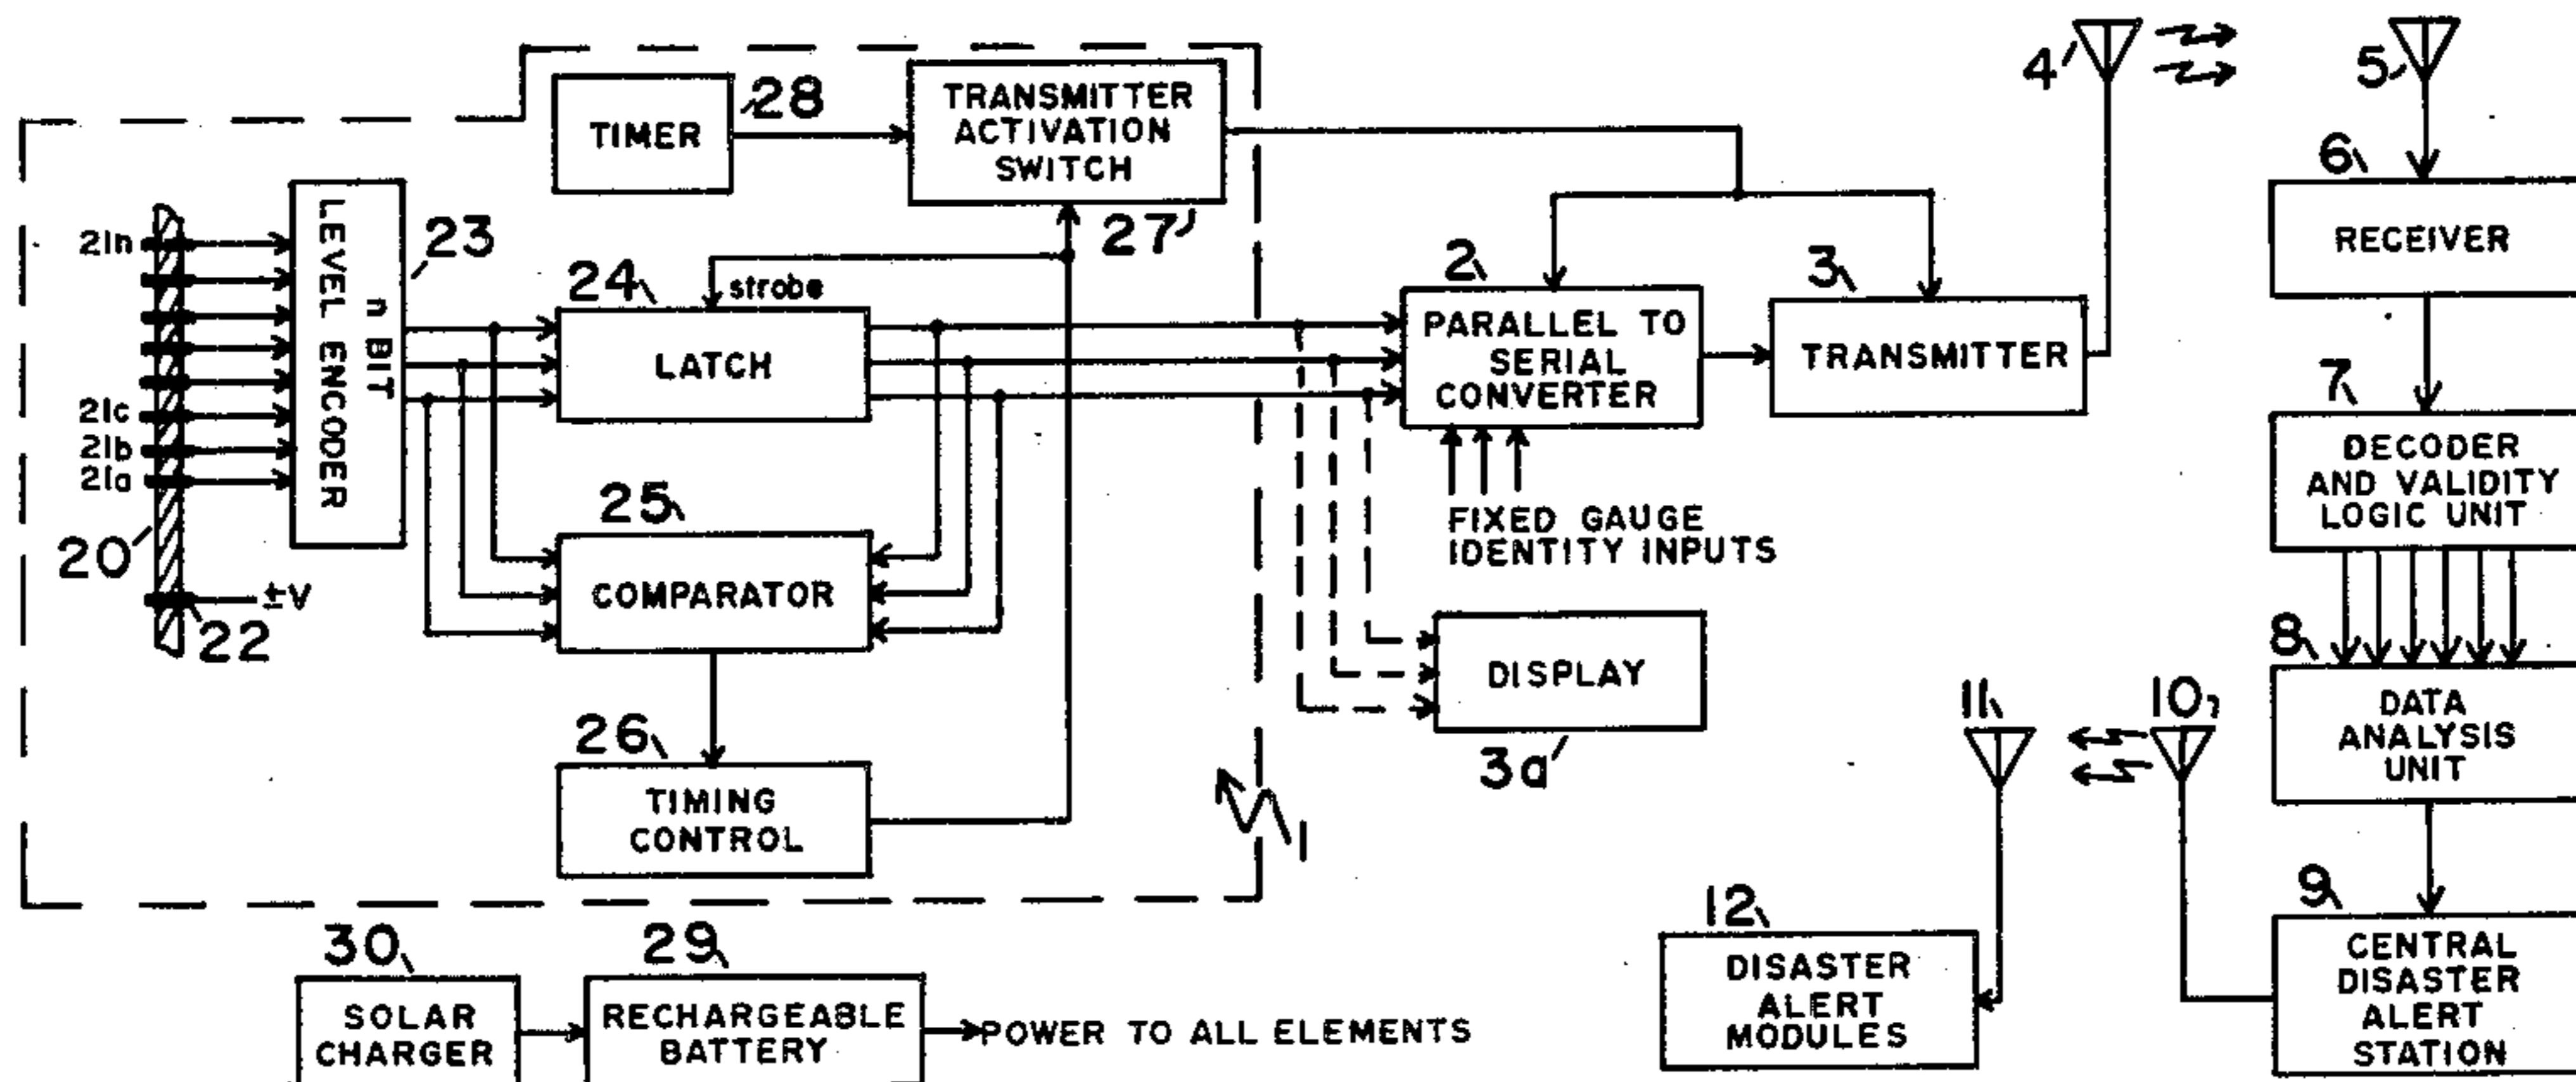 28
TIMER
TRANSMITTER
ACTIVATION
SWITCH
27
4
5
6
RECEIVER
21n
21c
21b
21a
20
22
±V
LEVEL ENCODER
n BIT
23
24
strobe
LATCH
25
COMPARATOR
26
TIMING
CONTROL
1
2
PARALLEL TO
SERIAL
CONVERTER
3
TRANSMITTER
FIXED GAUGE
IDENTITY INPUTS
DISPLAY
3a
7
DECODER
AND VALIDITY
LOGIC UNIT
8
DATA
ANALYSIS
UNIT
11
10
9
CENTRAL
DISASTER
ALERT
STATION
12
DISASTER
ALERT
MODULES
30
SOLAR
CHARGER
29
RECHARGEABLE
BATTERY
POWER TO ALL ELEMENTS